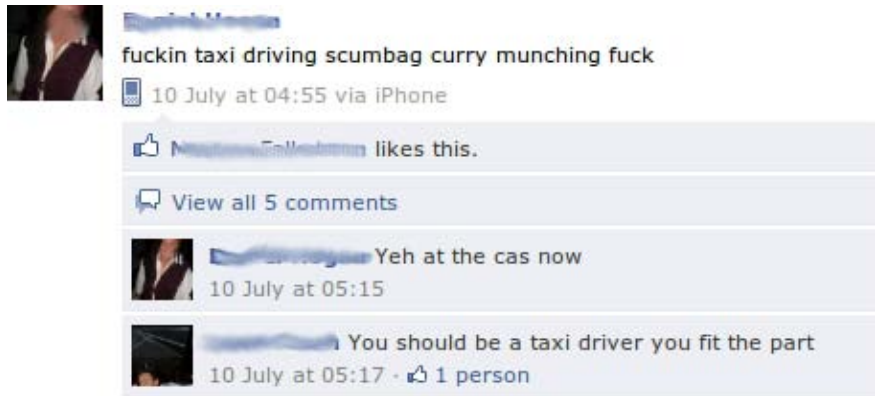 fuckin taxi driving scumbag curry munching fuck
10 July at 04:55 via iPhone
likes this.
View all 5 comments
Yeh at the cas now
10 July at 05:15
You should be a taxi driver you fit the part
10 July at 05:17 · 1 person